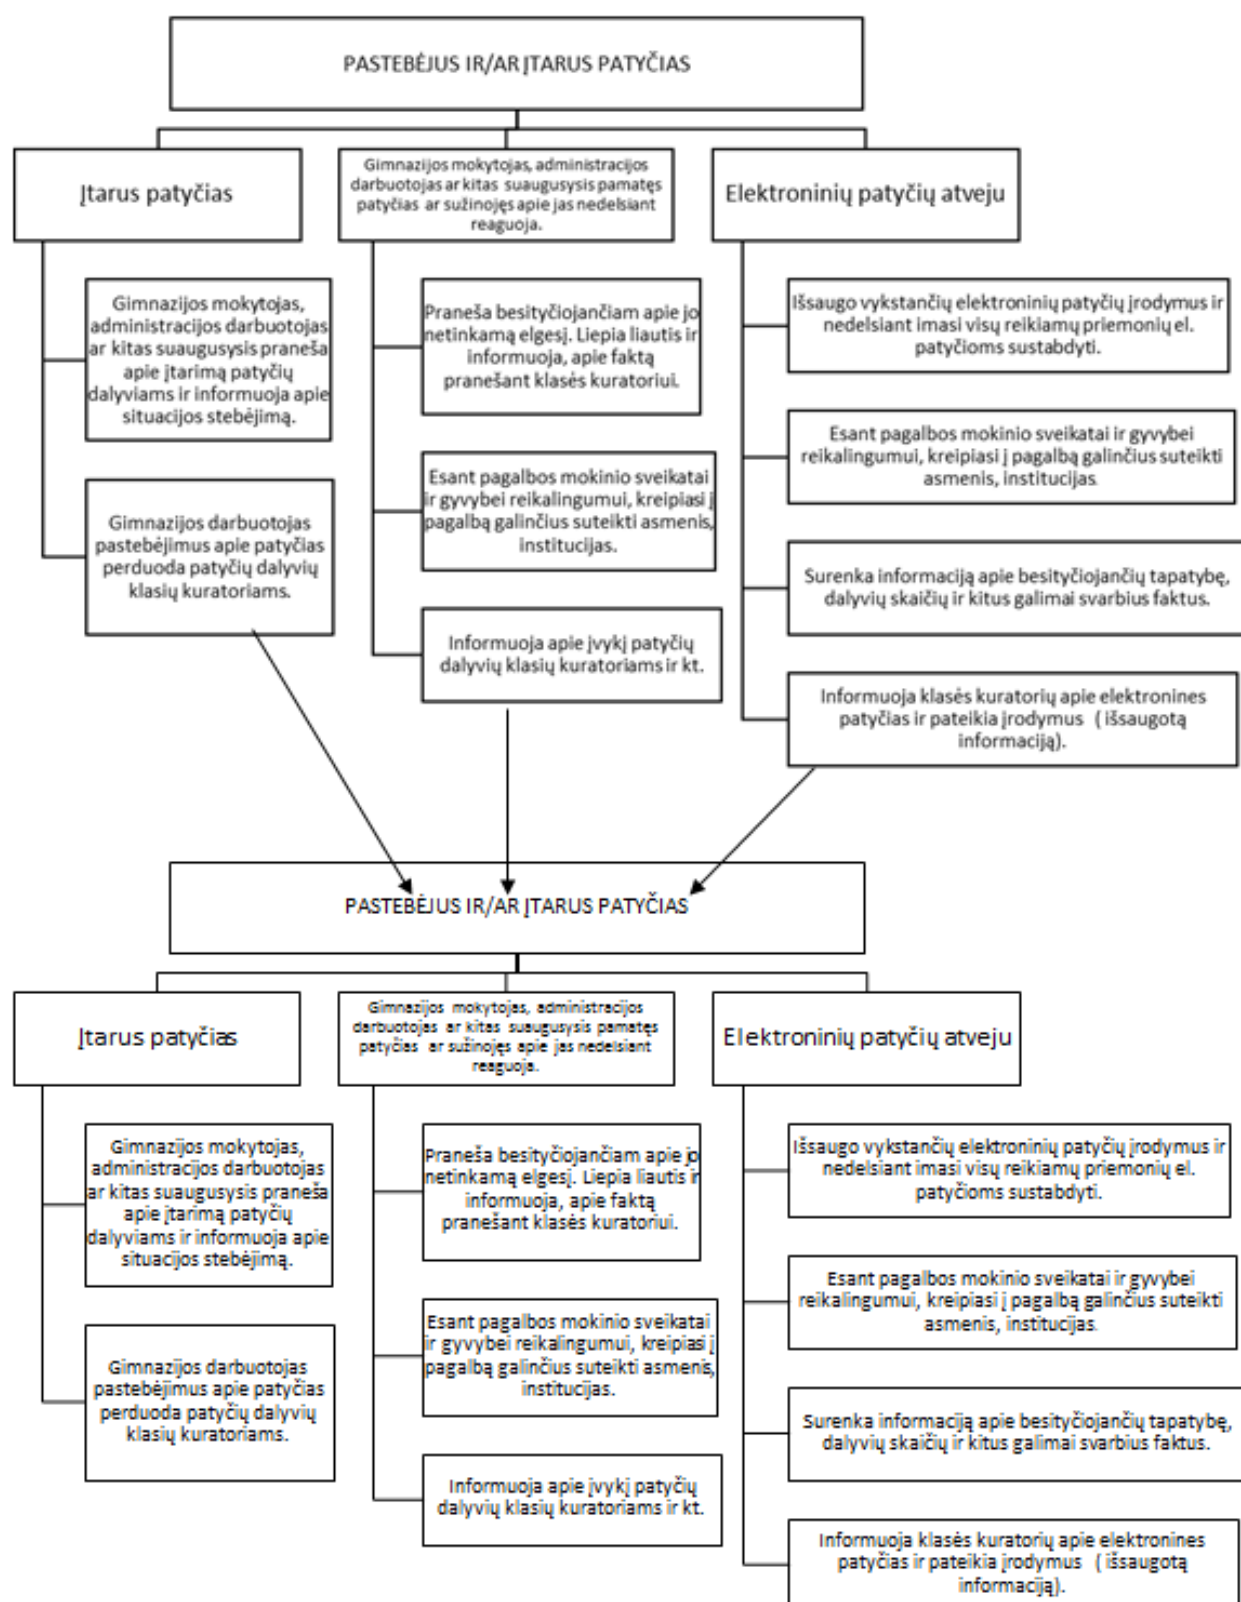 PASTEBĖJUS IR/AR ĮTARUS PATYČIAS
Įtarus patyčias
Gimnazijos mokytojas,
administracijos darbuotojas
ar kitas suaugusysis praneša
apie įtarimą patyčių
dalyviams ir informuoja apie
situacijos stebėjimą.
Gimnazijos darbuotojas
pastebėjimus apie patyčias
perduoda patyčių dalyvių
klasių kuratoriams.
Gimnazijos mokytojas, administracijos
darbuotojas ar kitas suaugusysis pamatęs
patyčias ar sužinojęs apie jas nedelsiant
reaguoja.
Praneša besityčiojančiam apie jo
netinkamą elgesį. Liepia liautis ir
informuoja, apie faktą
pranešant klasės kuratoriui.
Esant pagalbos mokinio sveikatai
ir gyvybei reikalingumui, kreipiasi į
pagalbą galinčius suteikti asmenis,
institucijas.
Informuoja apie įvykį patyčių
dalyvių klasių kuratoriams ir kt.
Elektroninių patyčių atveju
Išsaugo vykstančių elektroninių patyčių įrodymus ir
nedelsiant imasi visų reikiamų priemonių el.
patyčioms sustabdyti.
Esant pagalbos mokinio sveikatai ir gyvybei
reikalingumui, kreipiasi į pagalbą galinčius suteikti
asmenis, institucijas.
Surenka informaciją apie besityčiojančių tapatybę,
dalyvių skaičių ir kitus galimai svarbius faktus.
Informuoja klasės kuratorių apie elektronines
patyčias ir pateikia įrodymus ( išsaugotą
informaciją).
PASTEBĖJUS IR/AR ĮTARUS PATYČIAS
Įtarus patyčias
Gimnazijos mokytojas,
administracijos darbuotojas
ar kitas suaugusysis praneša
apie įtarimą patyčių
dalyviams ir informuoja apie
situacijos stebėjimą.
Gimnazijos darbuotojas
pastebėjimus apie patyčias
perduoda patyčių dalyvių
klasių kuratoriams.
Gimnazijos mokytojas, administracijos
darbuotojas ar kitas suaugusysis pamatęs
patyčias ar sužinojęs apie jas nedelsiant
reaguoja.
Praneša besityčiojančiam apie jo
netinkamą elgesį. Liepia liautis ir
informuoja, apie faktą
pranešant klasės kuratoriui.
Esant pagalbos mokinio sveikatai
ir gyvybei reikalingumui, kreipiasi į
pagalbą galinčius suteikti asmenis,
institucijas.
Informuoja apie įvykį patyčių
dalyvių klasių kuratoriams ir kt.
Elektroninių patyčių atveju
Išsaugo vykstančių elektroninių patyčių įrodymus ir
nedelsiant imasi visų reikiamų priemonių el.
patyčioms sustabdyti.
Esant pagalbos mokinio sveikatai ir gyvybei
reikalingumui, kreipiasi į pagalbą galinčius suteikti
asmenis, institucijas.
Surenka informaciją apie besityčiojančių tapatybę,
dalyvių skaičių ir kitus galimai svarbius faktus.
Informuoja klasės kuratorių apie elektronines
patyčias ir pateikia įrodymus ( išsaugotą
informaciją).